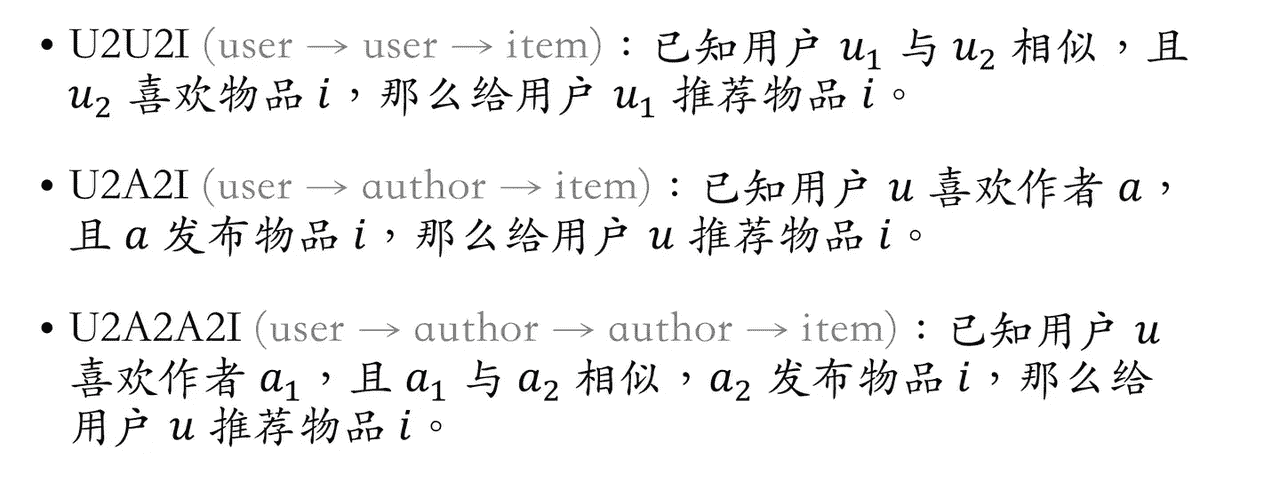 • U2U2I (user → user → item)：已知用户 u₁ 与 u₂ 相似，且
u₂ 喜欢物品 i，那么给用户 u₁ 推荐物品 i。
• U2A2I (user → author → item)：已知用户 u 喜欢作者 a，
且 a 发布物品 i，那么给用户 u 推荐物品 i。
• U2A2A2I (user → author → author → item)：已知用户 u
喜欢作者 a₁，且 a₁ 与 a₂ 相似，a₂ 发布物品 i，那么给
用户 u 推荐物品 i。